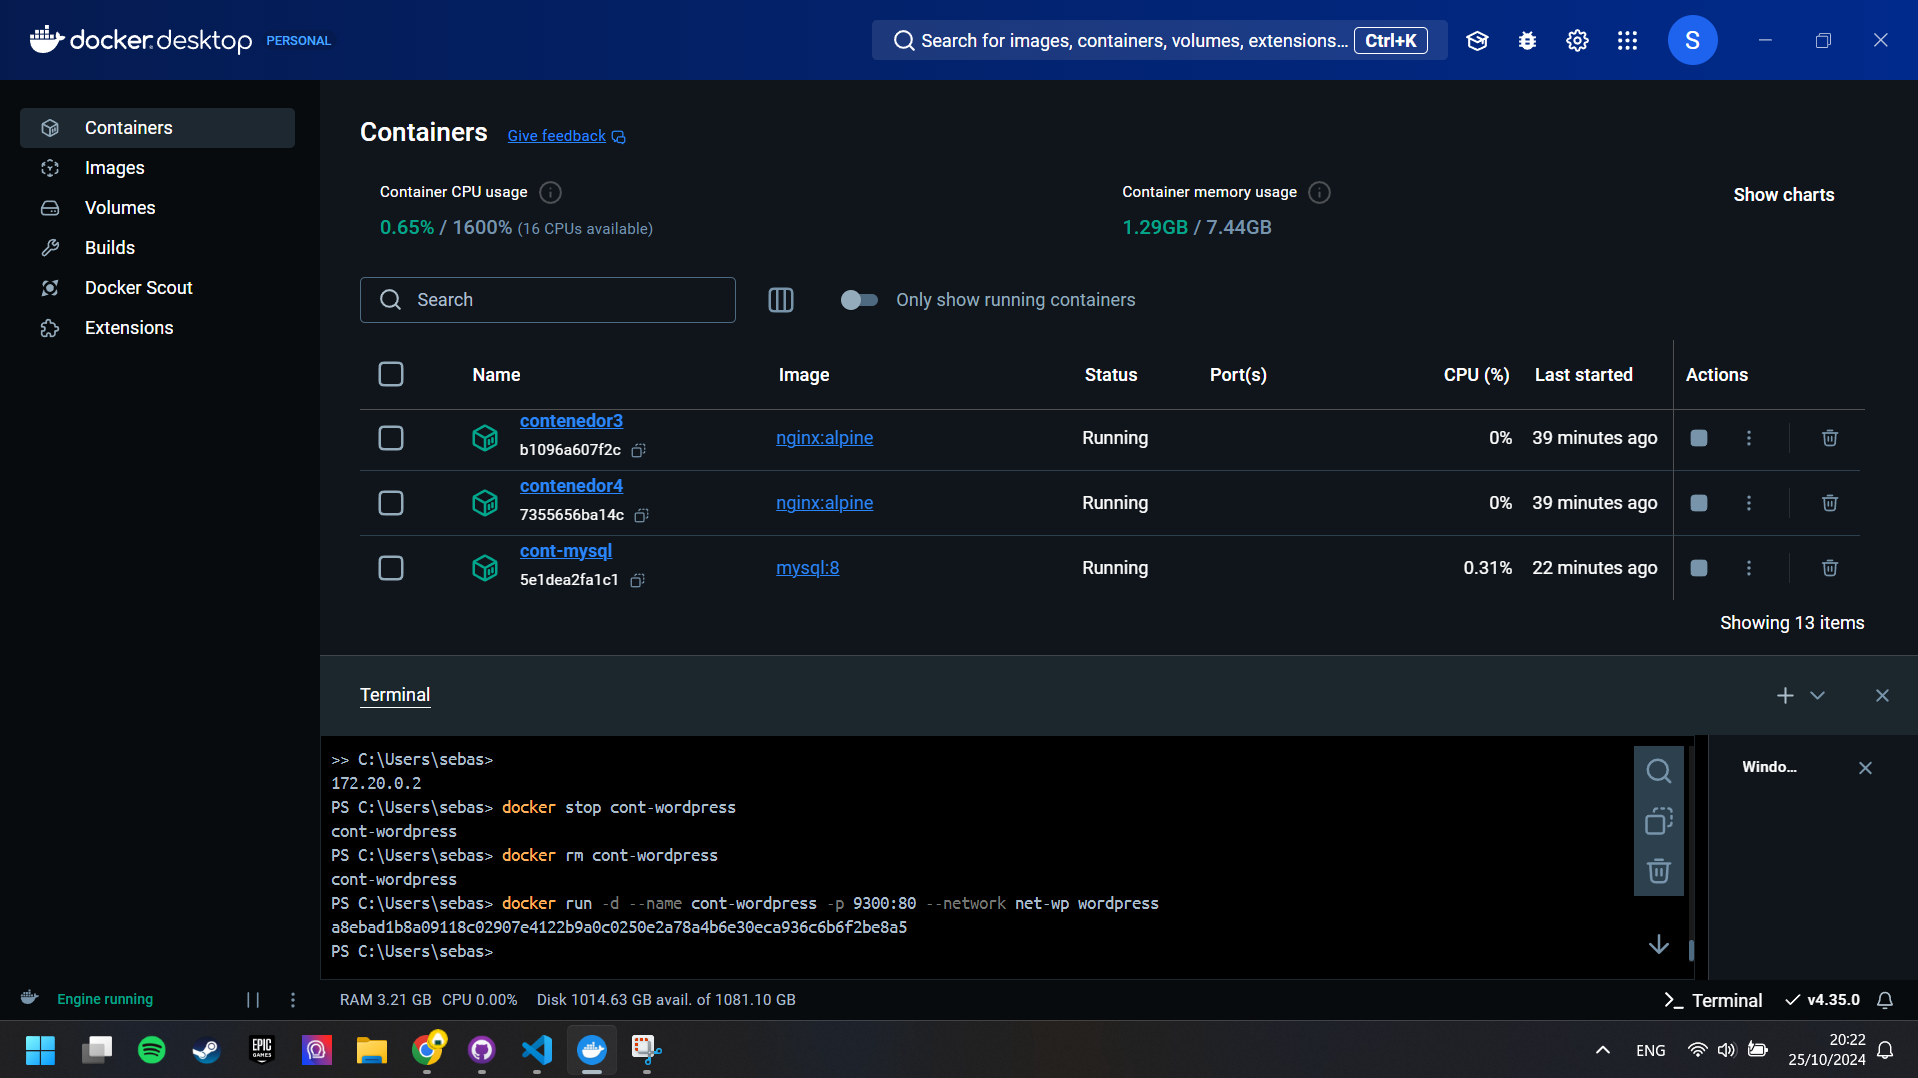 docker.desktop PERSONAL
Search for images, containers, volumes, extensions... Ctrl+K
S
Containers
Images
Volumes
Builds
Docker Scout
Extensions
Containers Give feedback
Container CPU usage
0.65% / 1600% (16 CPUs available)
Container memory usage
1.29GB / 7.44GB
Show charts
Search
Only show running containers
Name Image Status Port(s) CPU (%) Last started Actions
contenedor3
b1096a607f2c
nginx:alpine Running 0% 39 minutes ago
contenedor4
7355656ba14c
nginx:alpine Running 0% 39 minutes ago
cont-mysql
5e1dea2fa1c1
mysql:8 Running 0.31% 22 minutes ago
Showing 13 items
Terminal
>> C:\Users\sebas>
172.20.0.2
PS C:\Users\sebas> docker stop cont-wordpress
cont-wordpress
PS C:\Users\sebas> docker rm cont-wordpress
cont-wordpress
PS C:\Users\sebas> docker run -d --name cont-wordpress -p 9300:80 --network net-wp wordpress
a8ebad1b8a09118c02907e4122b9a0c0250e2a78a4b6e30eca936c6b6f2be8a5
PS C:\Users\sebas>
Windo...
Engine running
RAM 3.21 GB CPU 0.00% Disk 1014.63 GB avail. of 1081.10 GB
Terminal v4.35.0
EPIC
GAMES
ENG
20:22
25/10/2024